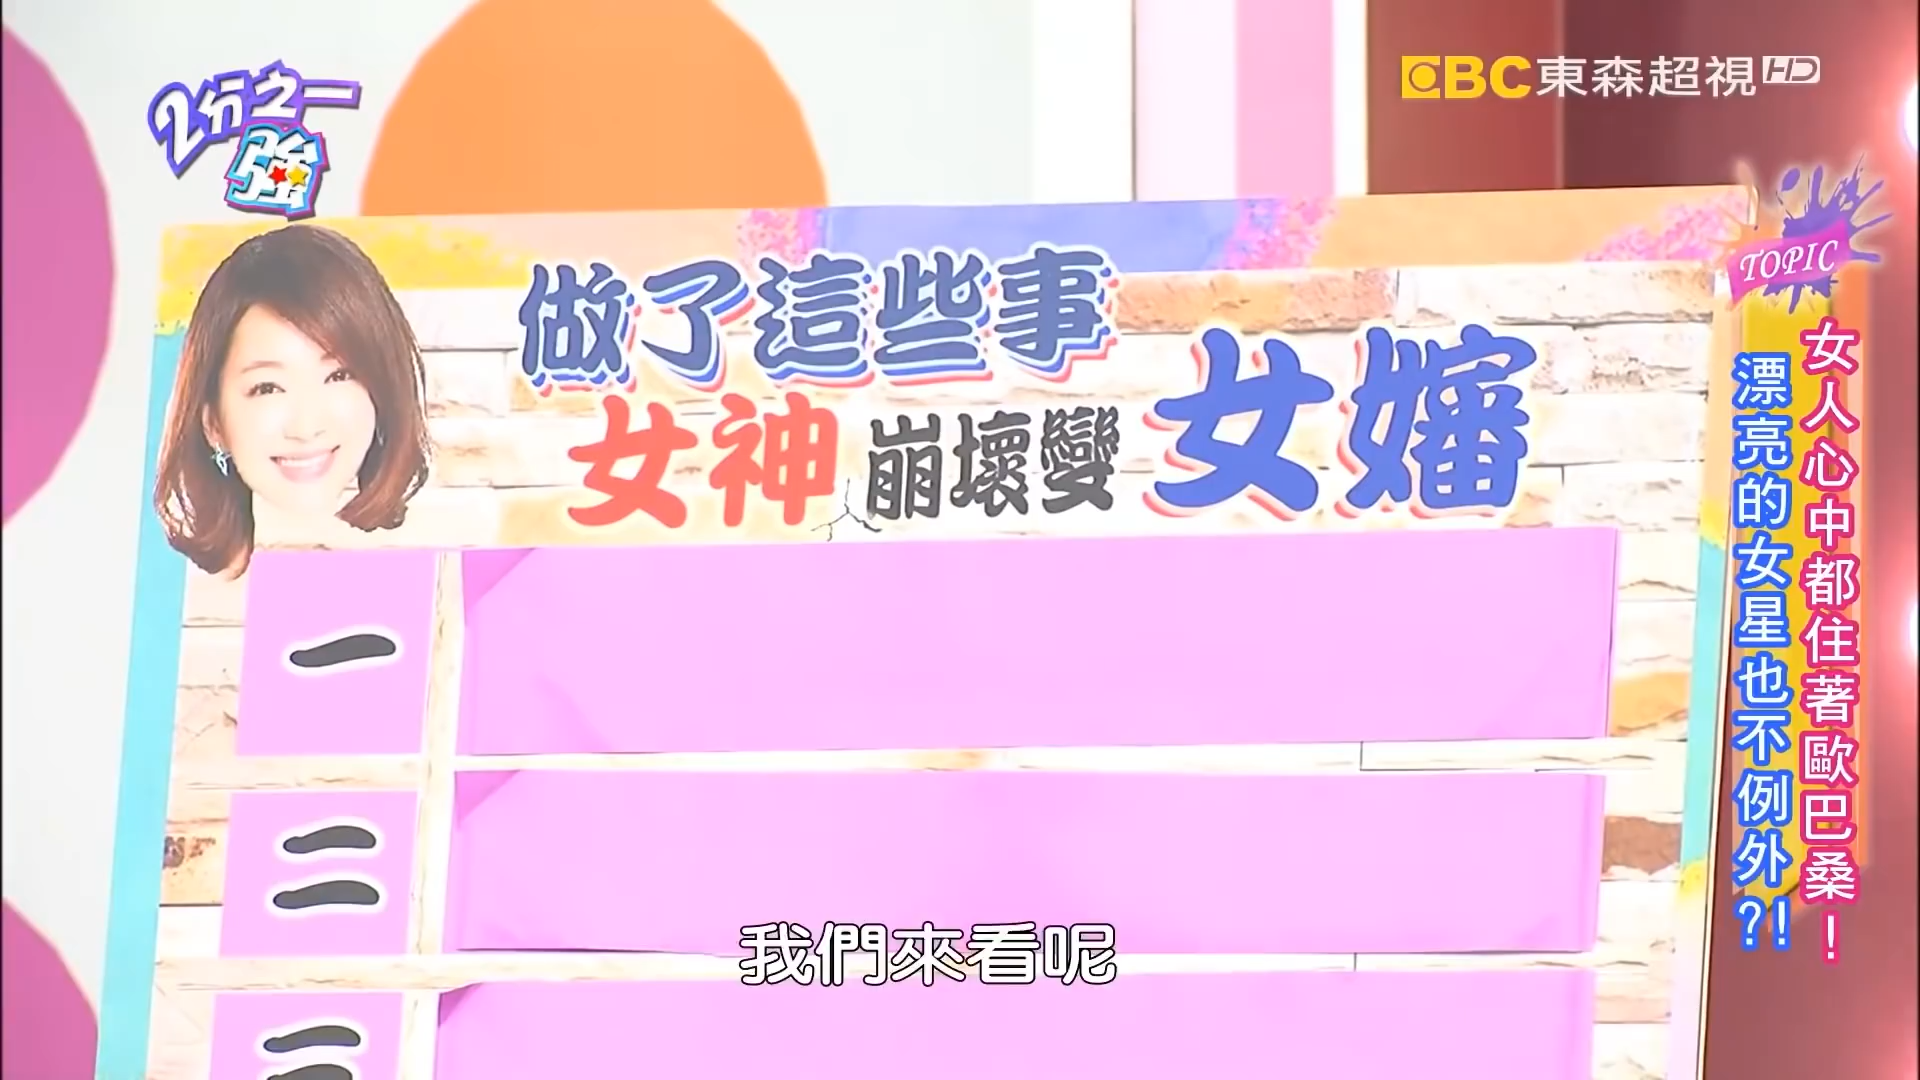 2分之一
強
EBC東森超視HD
TOPIC
女人心中都住著歐巴桑！
漂亮的女星也不例外?!
做了這些事
女神崩壞變女嬸
一
二
三
我們來看呢